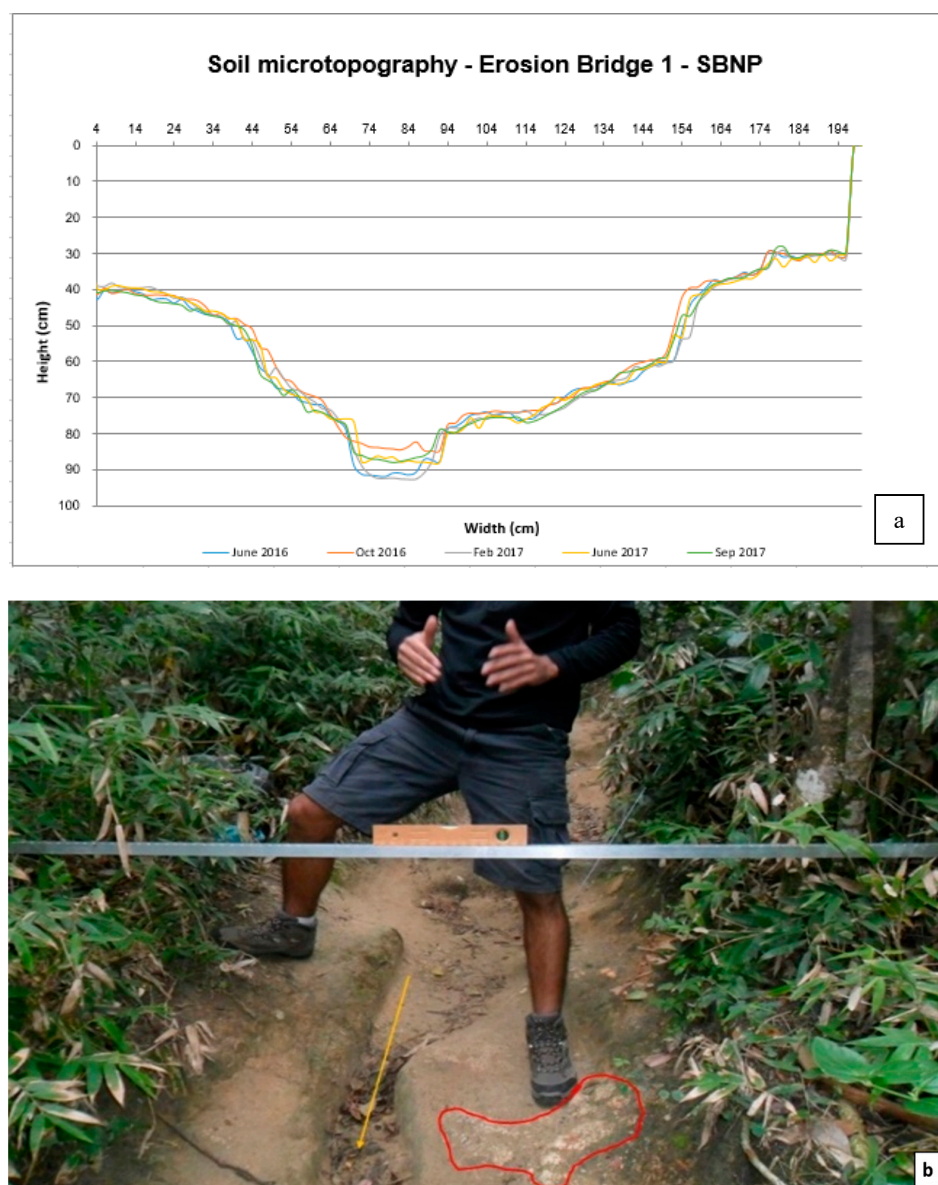 Soil microtopography - Erosion Bridge 1 - SBNP
4 14 24 34 44 54 64 74 84 94 104 114 124 134 144 154 164 174 184 194
0
10
20
30
40
50
60
70
80
90
100
Height (cm)
Width (cm)
June 2016 Oct 2016 Feb 2017 June 2017 Sep 2017
a
b